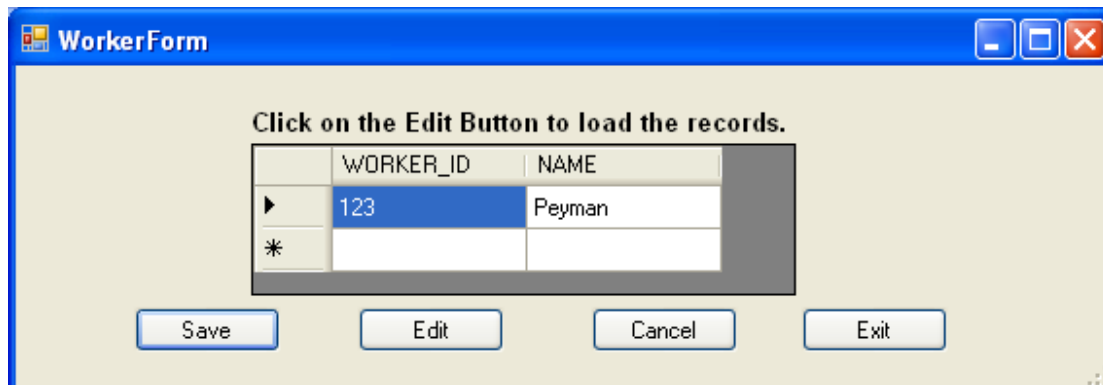 WorkerForm
Click on the Edit Button to load the records.
WORKER_ID NAME
123 Peyman
Save Edit Cancel Exit